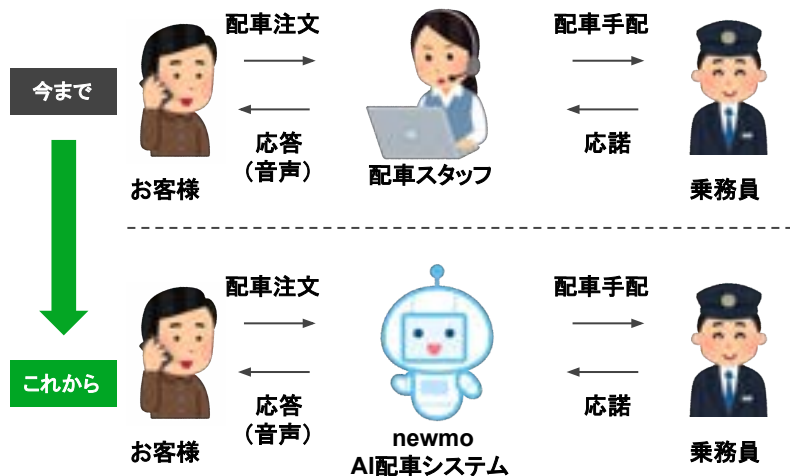 配車注文
配車手配
今まで
応答
（音声）
応諾
お客様
配車スタッフ
乗務員
配車注文
配車手配
これから
応答
（音声）
応諾
お客様
newmo
AI配車システム
乗務員